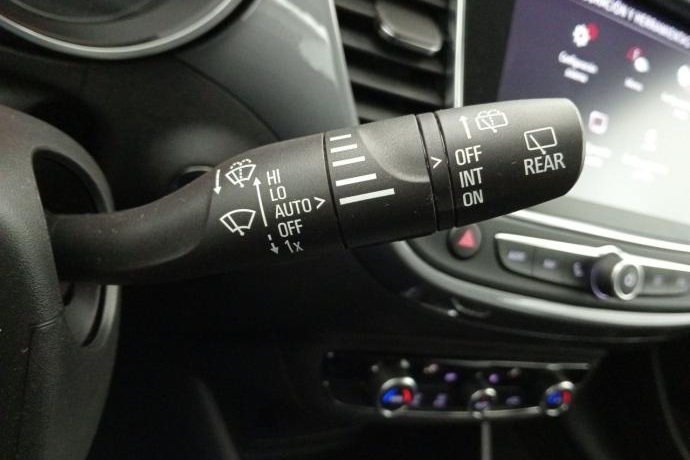 HI
LO
AUTO >
OFF
1x
>
OFF
INT
ON
REAR